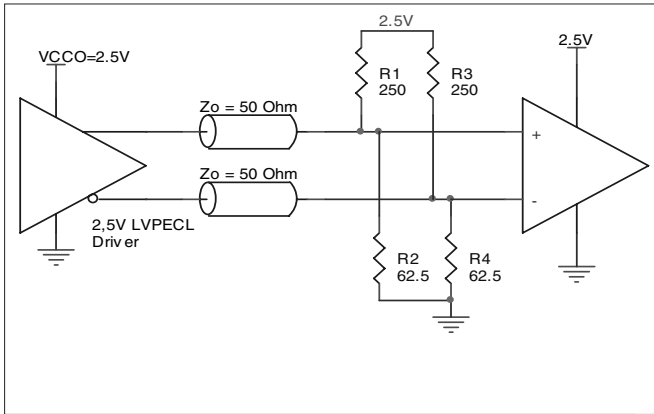 2.5V
VCCO=2.5V
2.5V
R1
250
R3
250
Zo = 50 Ohm
+
Zo = 50 Ohm
-
2,5V LVPECL
Driver
R2
62.5
R4
62.5